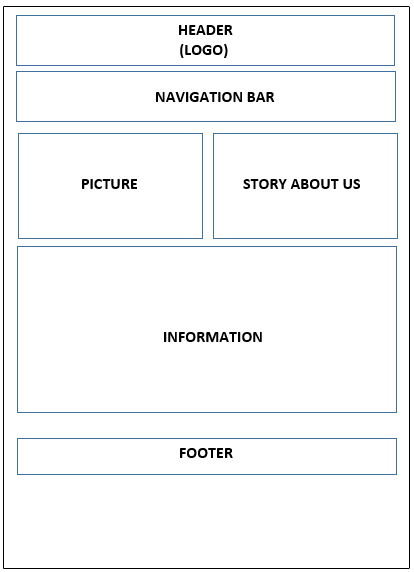 HEADER
(LOGO)
NAVIGATION BAR
PICTURE
STORY ABOUT US
INFORMATION
FOOTER